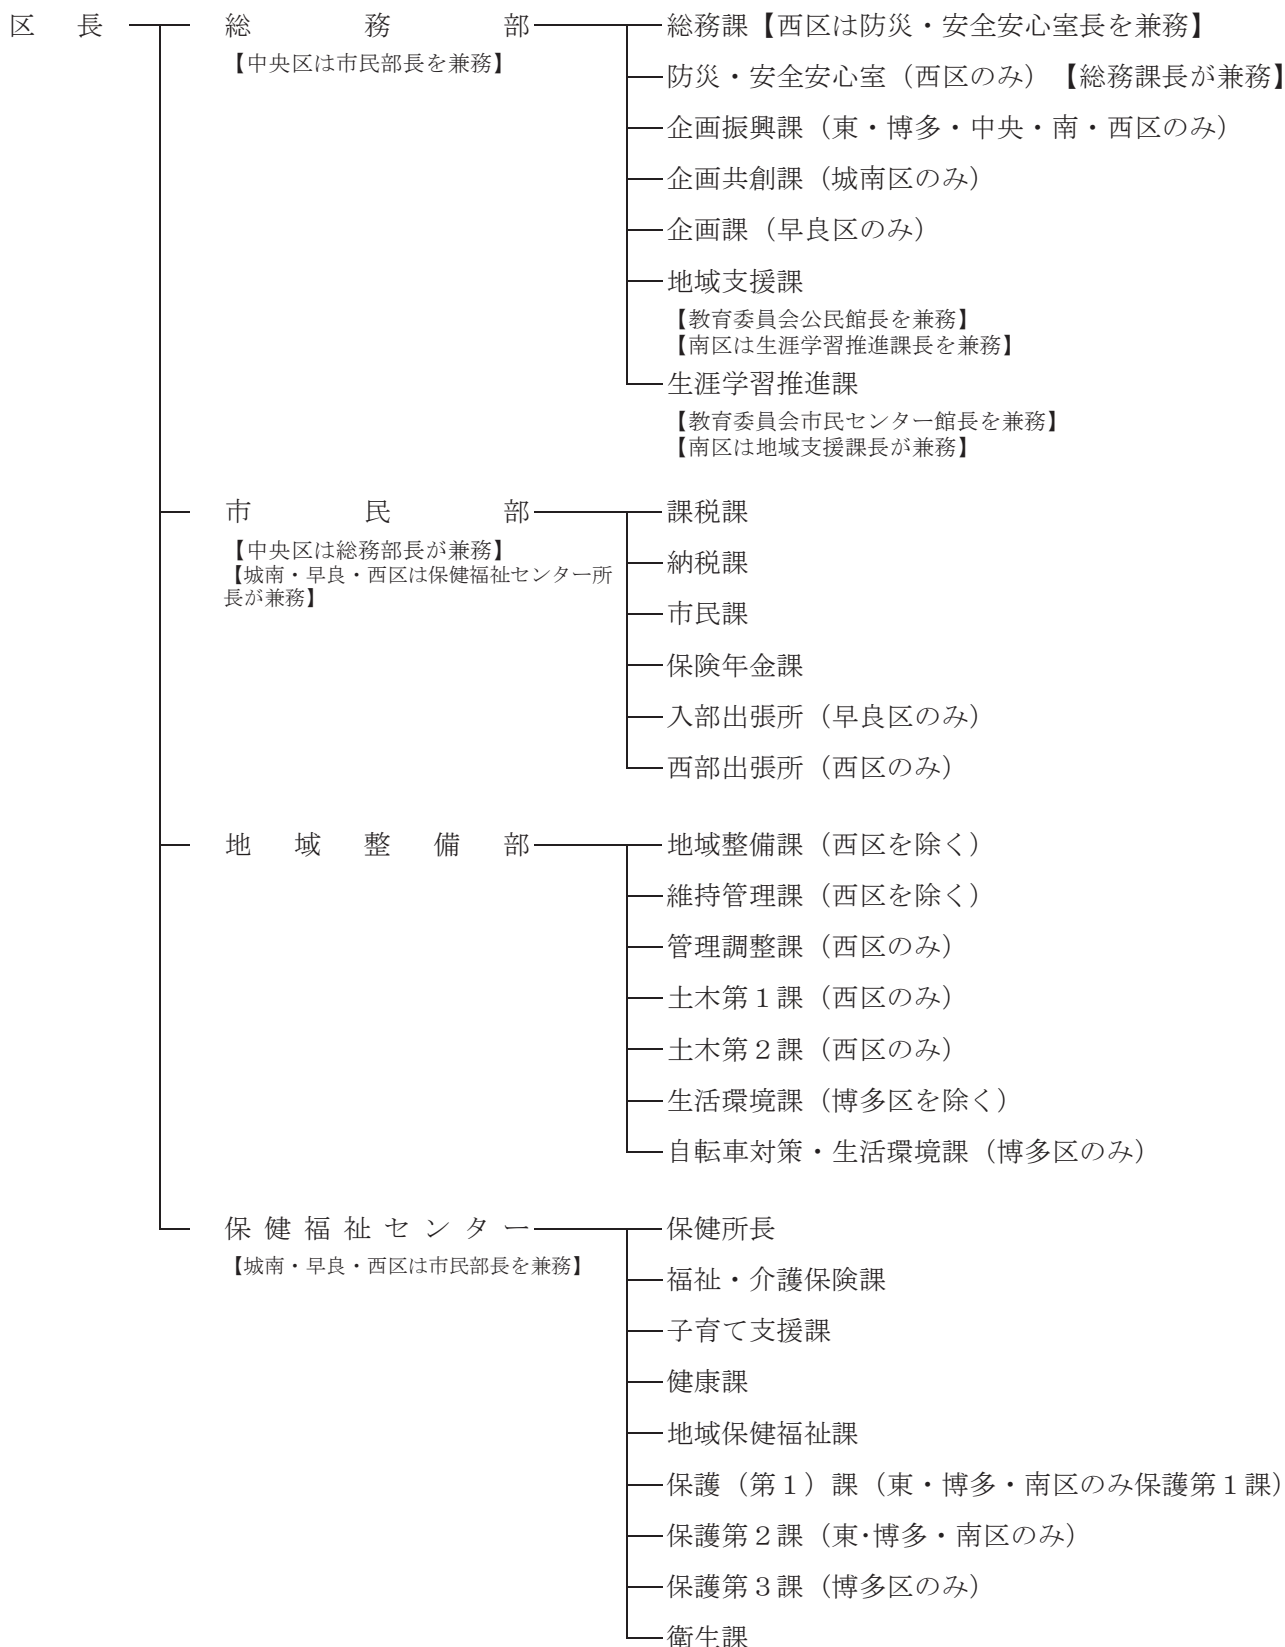 区長 総務部 総務課【西区は防災・安全安心室長を兼務】
【中央区は市民部長を兼務】
防災・安全安心室（西区のみ）【総務課長が兼務】
企画振興課（東・博多・中央・南・西区のみ）
企画共創課（城南区のみ）
企画課（早良区のみ）
地域支援課
【教育委員会公民館長を兼務】
【南区は生涯学習推進課長を兼務】
生涯学習推進課
【教育委員会市民センター館長を兼務】
【南区は地域支援課長が兼務】
市民部 課税課
【中央区は総務部長が兼務】
【城南・早良・西区は保健福祉センター所
長が兼務】
納税課
市民課
保険年金課
入部出張所（早良区のみ）
西部出張所（西区のみ）
地域整備部 地域整備課（西区を除く）
維持管理課（西区を除く）
管理調整課（西区のみ）
土木第１課（西区のみ）
土木第２課（西区のみ）
生活環境課（博多区を除く）
自転車対策・生活環境課（博多区のみ）
保健福祉センター 保健所長
【城南・早良・西区は市民部長を兼務】
福祉・介護保険課
子育て支援課
健康課
地域保健福祉課
保護（第１）課（東・博多・南区のみ保護第１課）
保護第２課（東･博多・南区のみ）
保護第３課（博多区のみ）
衛生課